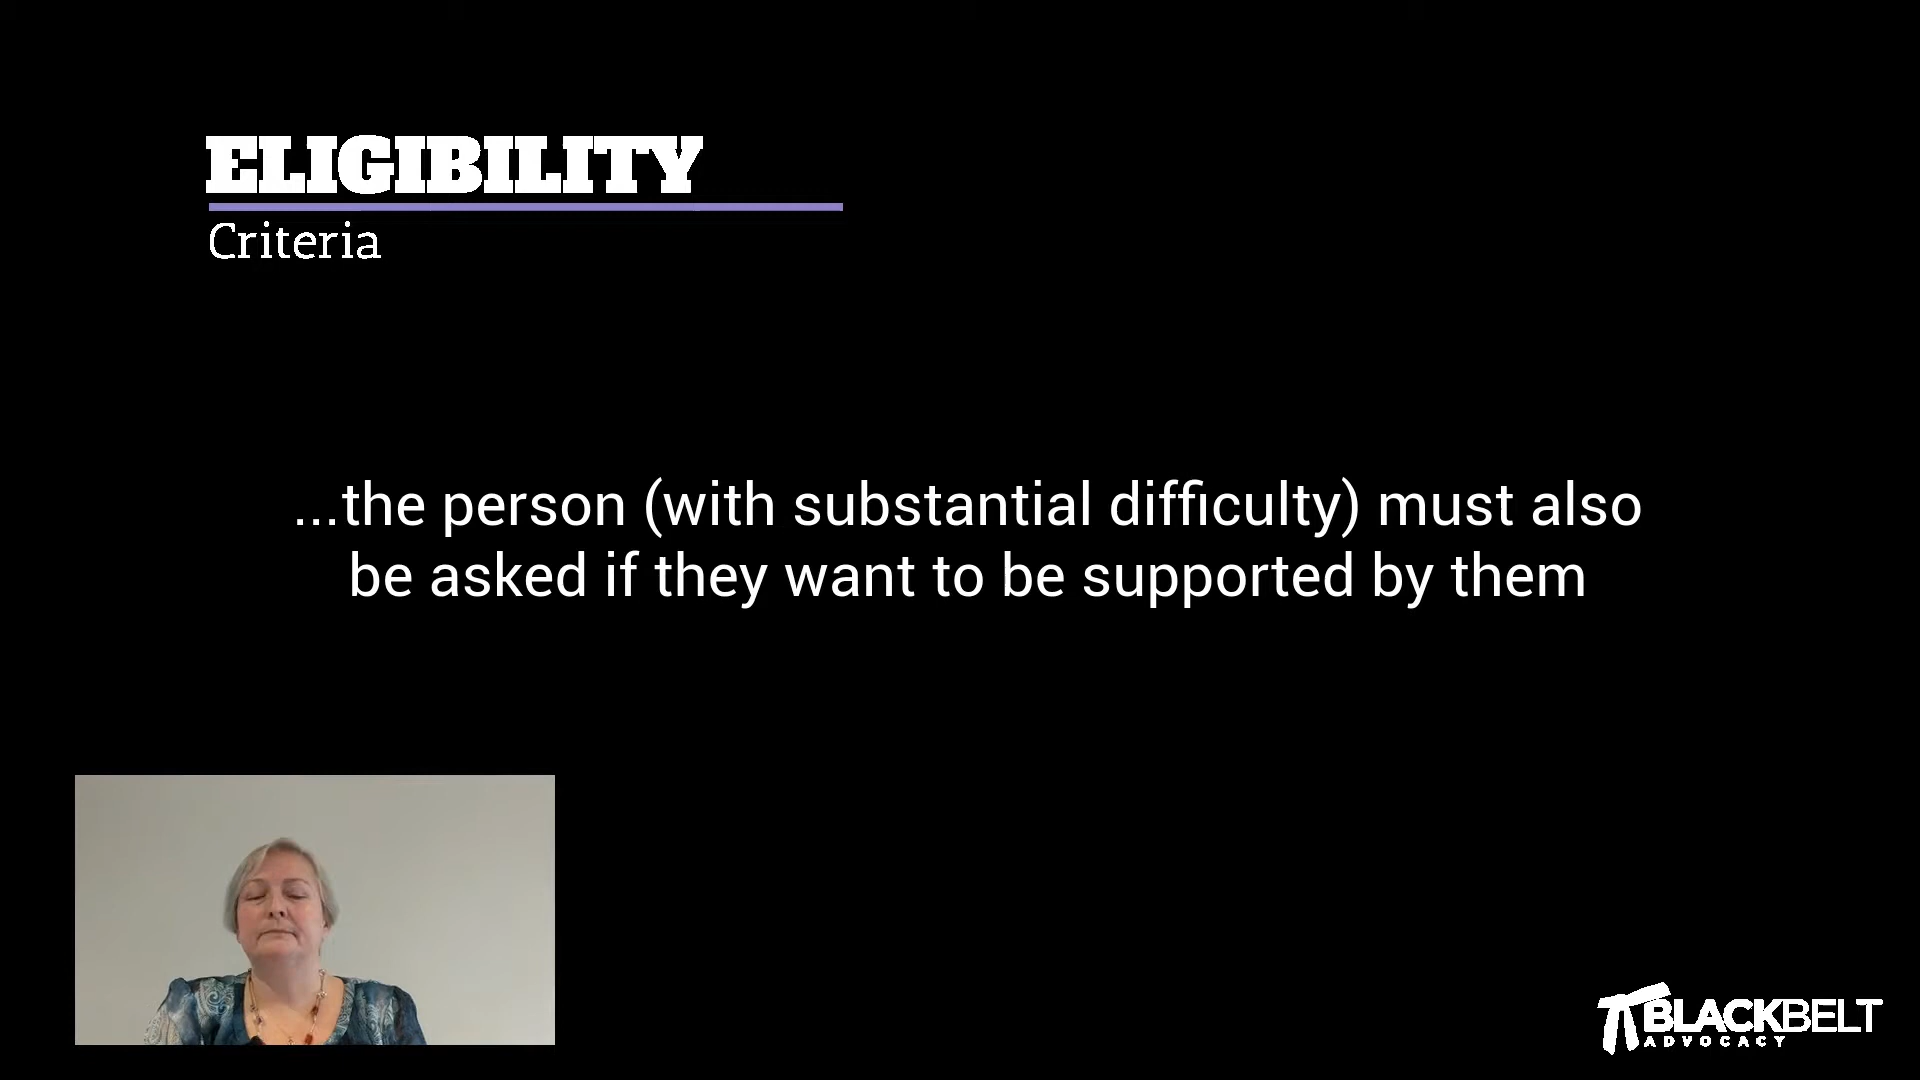 ELIGIBILITY
Criteria
...the person (with substantial difficulty) must also
be asked if they want to be supported by them
BLACKBELT
ADVOCACY